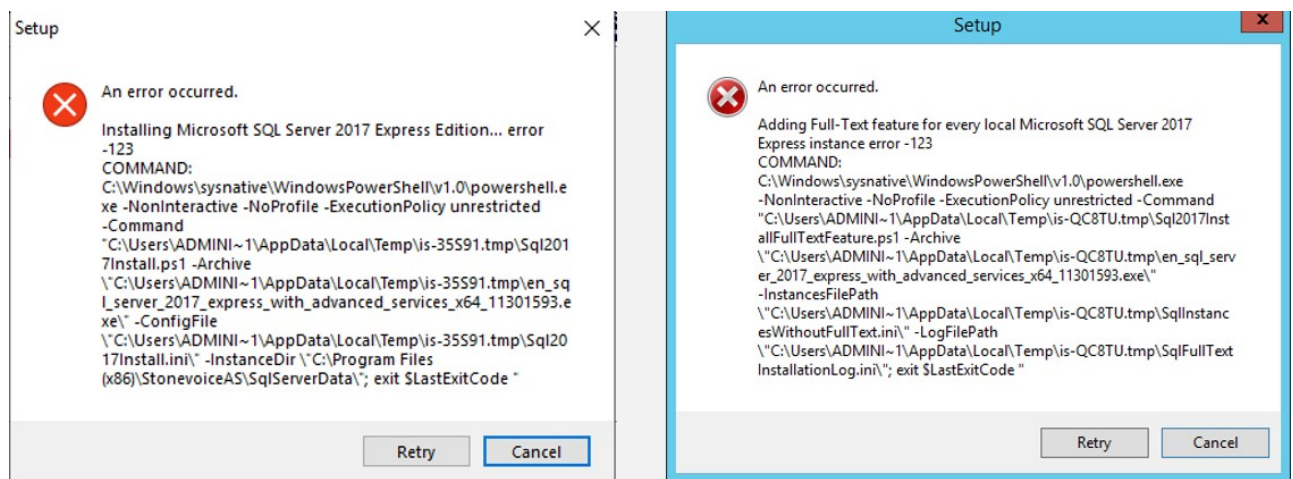 Setup
An error occurred.
Installing Microsoft SQL Server 2017 Express Edition... error
-123
COMMAND:
C:\Windows\sysnative\WindowsPowerShell\v1.0\powershell.e
xe -NonInteractive -NoProfile -ExecutionPolicy unrestricted
-Command
"C:\Users\ADMINI~1\AppData\Local\Temp\is-35S91.tmp\Sql201
7Install.ps1 -Archive
\"C:\Users\ADMINI~1\AppData\Local\Temp\is-35S91.tmp\en_sq
l_server_2017_express_with_advanced_services_x64_11301593.e
xe\" -ConfigFile
\"C:\Users\ADMINI~1\AppData\Local\Temp\is-35S91.tmp\Sql20
17Install.ini\" -InstanceDir \"C:\Program Files
(x86)\StonevoiceAS\SqlServerData\"; exit $LastExitCode "
Retry
Cancel
Setup
An error occurred.
Adding Full-Text feature for every local Microsoft SQL Server 2017
Express instance error -123
COMMAND:
C:\Windows\sysnative\WindowsPowerShell\v1.0\powershell.exe
-NonInteractive -NoProfile -ExecutionPolicy unrestricted -Command
"C:\Users\ADMINI~1\AppData\Local\Temp\is-QC8TU.tmp\Sql2017Inst
allFullTextFeature.ps1 -Archive
\"C:\Users\ADMINI~1\AppData\Local\Temp\is-QC8TU.tmp\en_sql_serv
er_2017_express_with_advanced_services_x64_11301593.exe\"
-InstancesFilePath
\"C:\Users\ADMINI~1\AppData\Local\Temp\is-QC8TU.tmp\SqlInstanc
esWithoutFullText.ini\" -LogFilePath
\"C:\Users\ADMINI~1\AppData\Local\Temp\is-QC8TU.tmp\SqlFullText
InstallationLog.ini\"; exit $LastExitCode "
Retry
Cancel